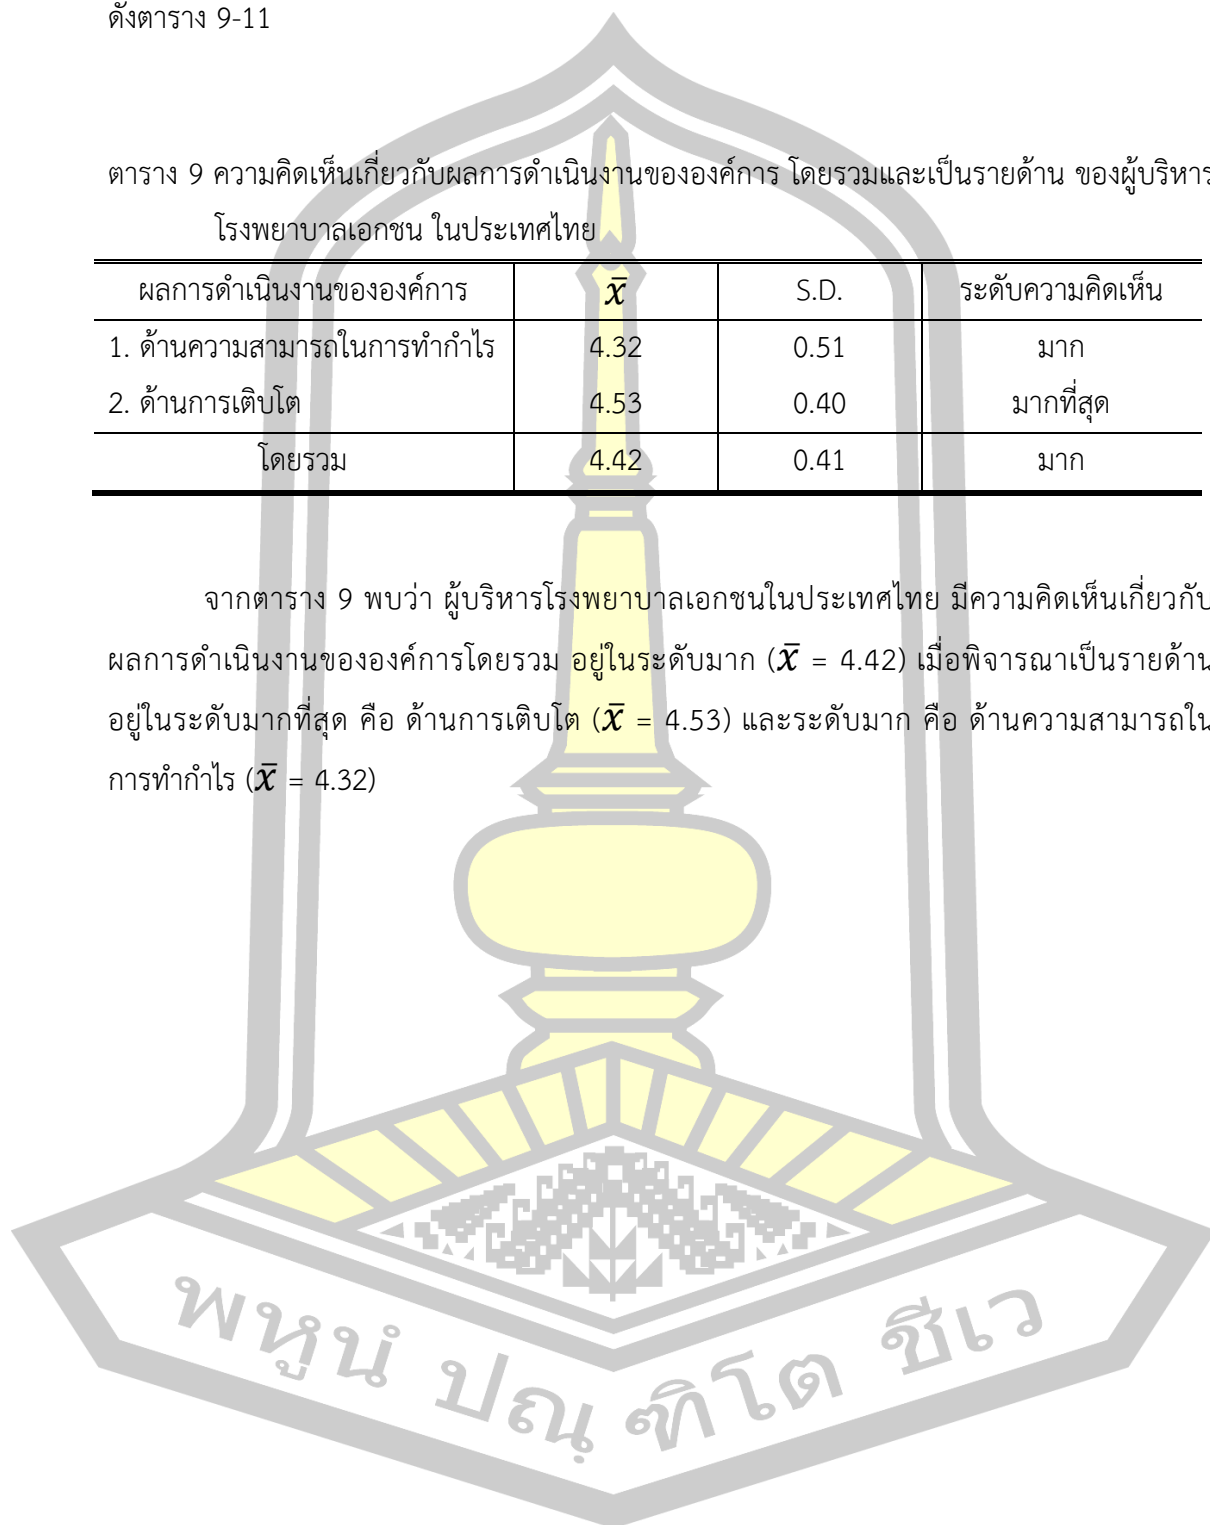 ดังตาราง 9-11
ตาราง 9 ความคิดเห็นเกี่ยวกับผลการดำเนินงานขององค์การ โดยรวมและเป็นรายด้าน ของผู้บริหาร
โรงพยาบาลเอกชน ในประเทศไทย
ผลการดำเนินงานขององค์การ x̄ S.D. ระดับความคิดเห็น
1. ด้านความสามารถในการทำกำไร 4.32 0.51 มาก
2. ด้านการเติบโต 4.53 0.40 มากที่สุด
โดยรวม 4.42 0.41 มาก
จากตาราง 9 พบว่า ผู้บริหารโรงพยาบาลเอกชนในประเทศไทย มีความคิดเห็นเกี่ยวกับ
ผลการดำเนินงานขององค์การโดยรวม อยู่ในระดับมาก (x̄ = 4.42) เมื่อพิจารณาเป็นรายด้าน
อยู่ในระดับมากที่สุด คือ ด้านการเติบโต (x̄ = 4.53) และระดับมาก คือ ด้านความสามารถใน
การทำกำไร (x̄ = 4.32)
พหูนํ ปณฺฑิโต ชีเว